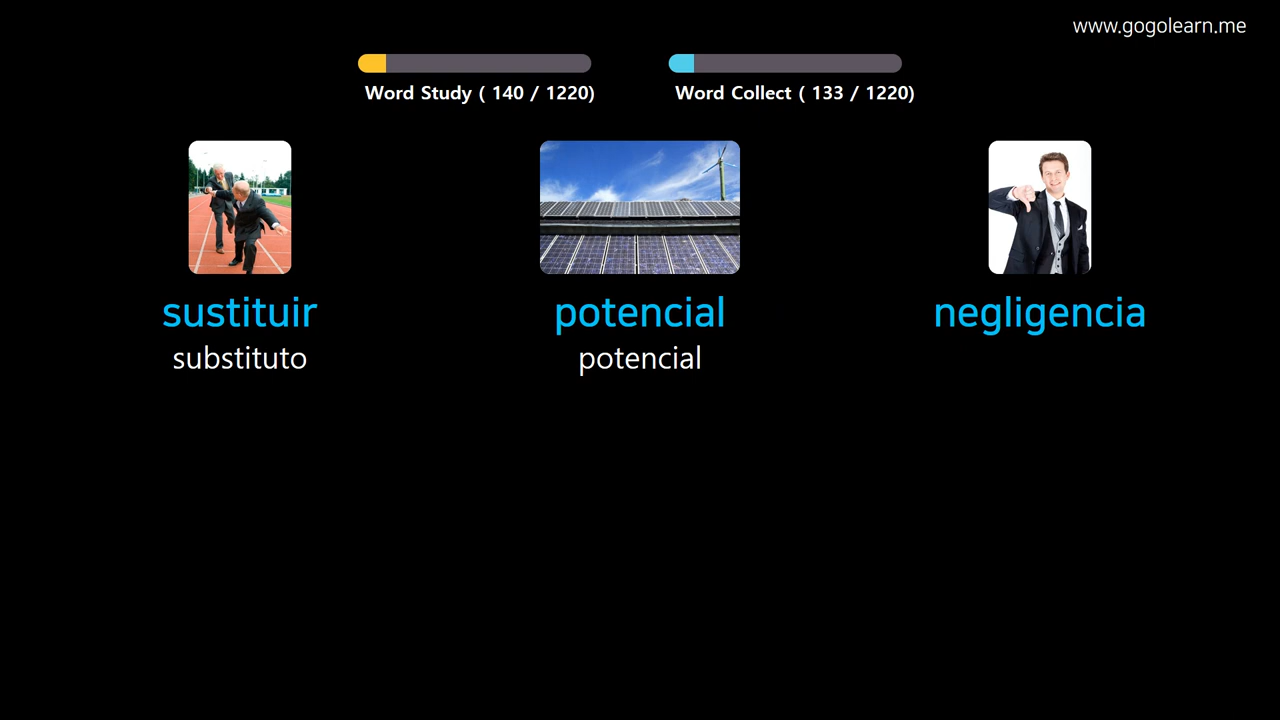 www.gogolearn.me
Word Study ( 140 / 1220)
Word Collect ( 133 / 1220)
sustituir
substituto
potencial
potencial
negligencia